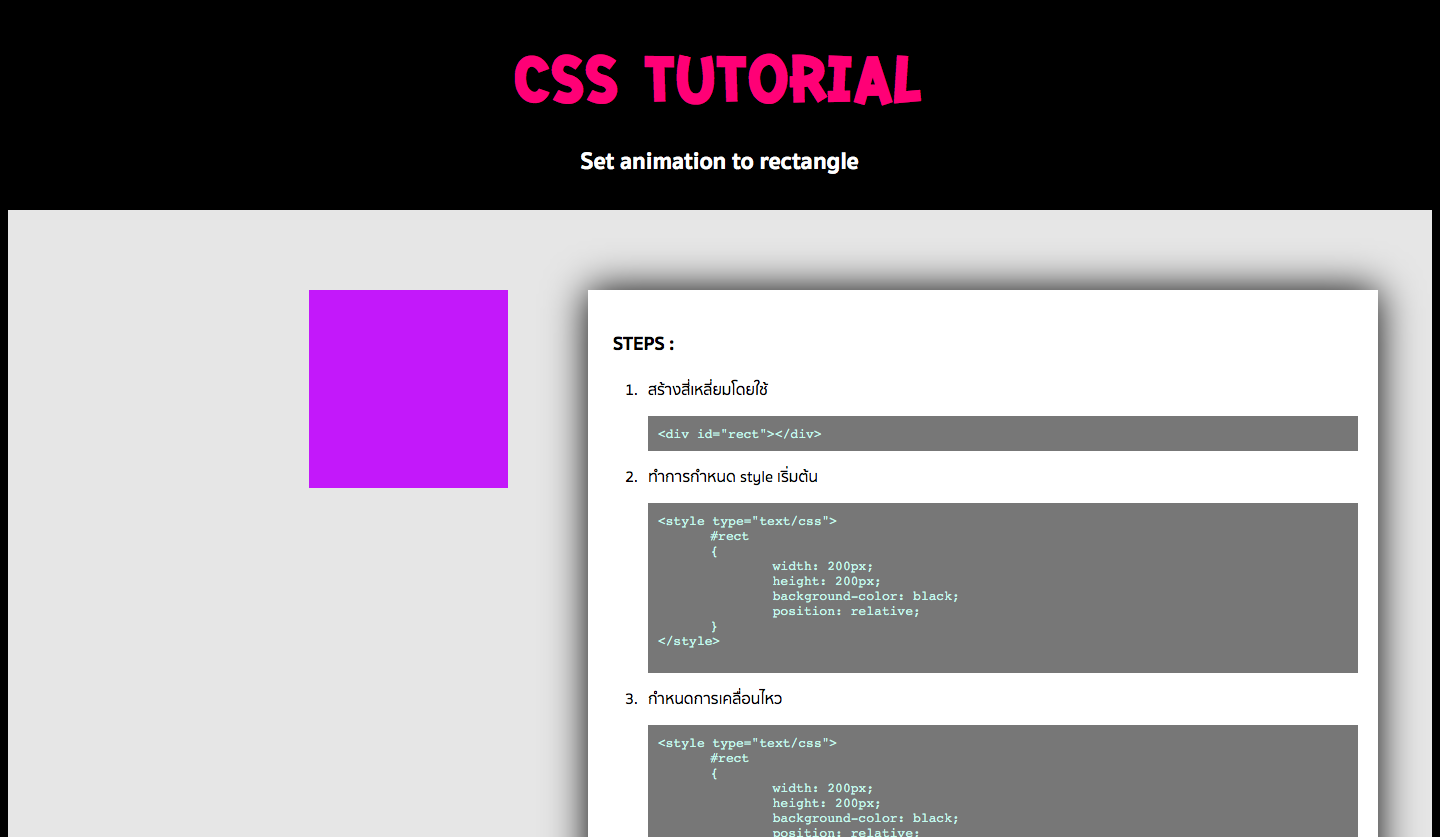 CSS TUTORIAL
Set animation to rectangle
STEPS :
1. สร้างสี่เหลี่ยมโดยใช้
<div id="rect"></div>
2. ทำการกำหนด style เริ่มต้น
<style type="text/css">
#rect
{
width: 200px;
height: 200px;
background-color: black;
position: relative;
}
</style>
3. กำหนดการเคลื่อนไหว
<style type="text/css">
#rect
{
width: 200px;
height: 200px;
background-color: black;
position: relative;